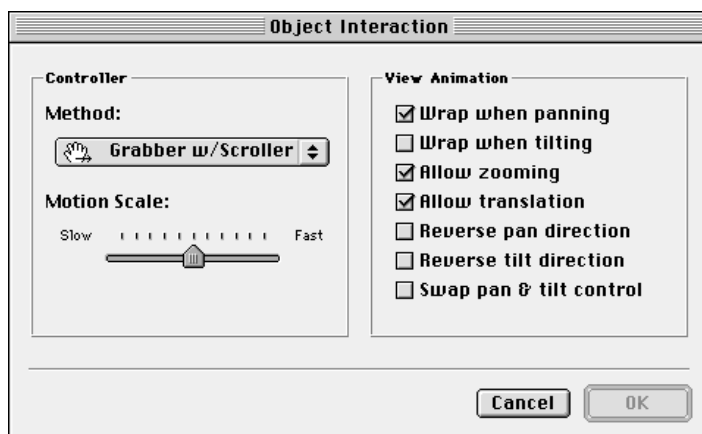 Object Interaction
Controller
Method:
Grabber w/Scroller
Motion Scale:
Slow
Fast
View Animation
Wrap when panning
Wrap when tilting
Allow zooming
Allow translation
Reverse pan direction
Reverse tilt direction
Swap pan & tilt control
Cancel
OK